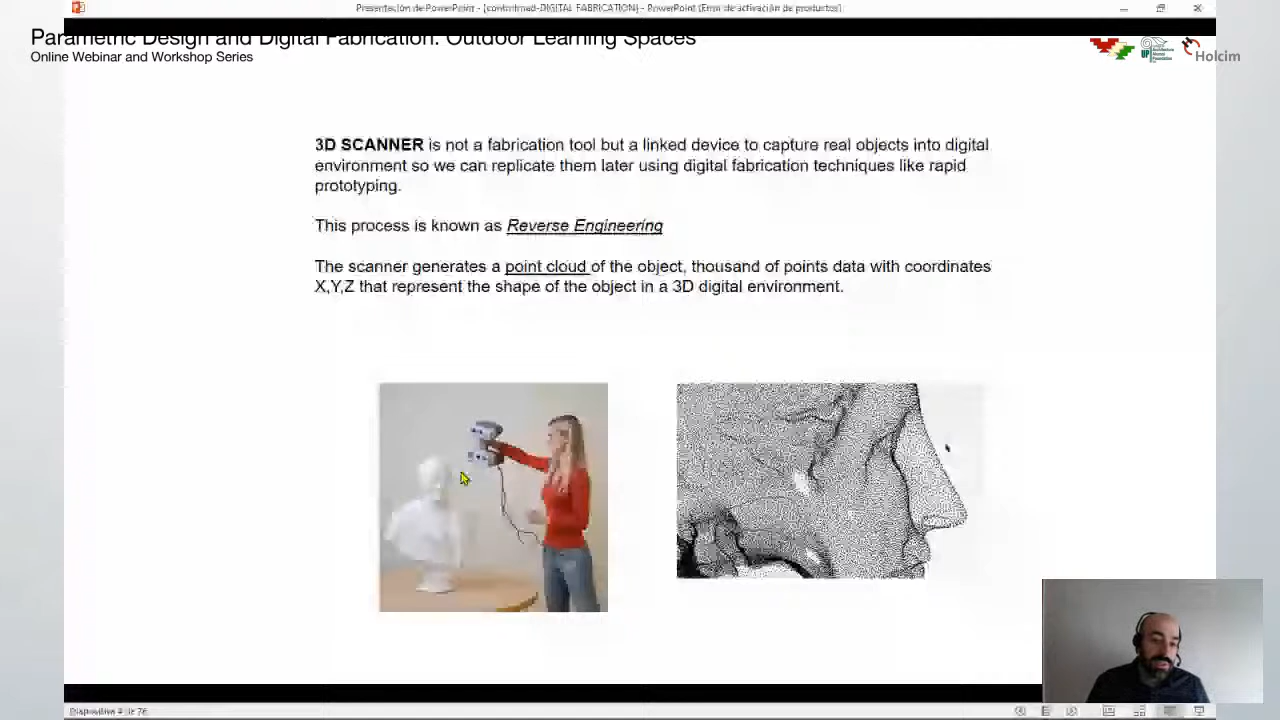 Presentación de PowerPoint - [controlmad-DIGITAL FABRICATION] - PowerPoint (Error de activación de productos)
Parametric Design and Digital Fabrication: Outdoor Learning Spaces
Online Webinar and Workshop Series
UP
Holcim
3D SCANNER is not a fabrication tool but a linked device to capture real objects into digital
environment so we can replicate them later using digital fabrication techniques like rapid
prototyping.
This process is known as Reverse Engineering
The scanner generates a point cloud of the object, thousand of points data with coordinates
X,Y,Z that represent the shape of the object in a 3D digital environment.
Diapositiva de 76